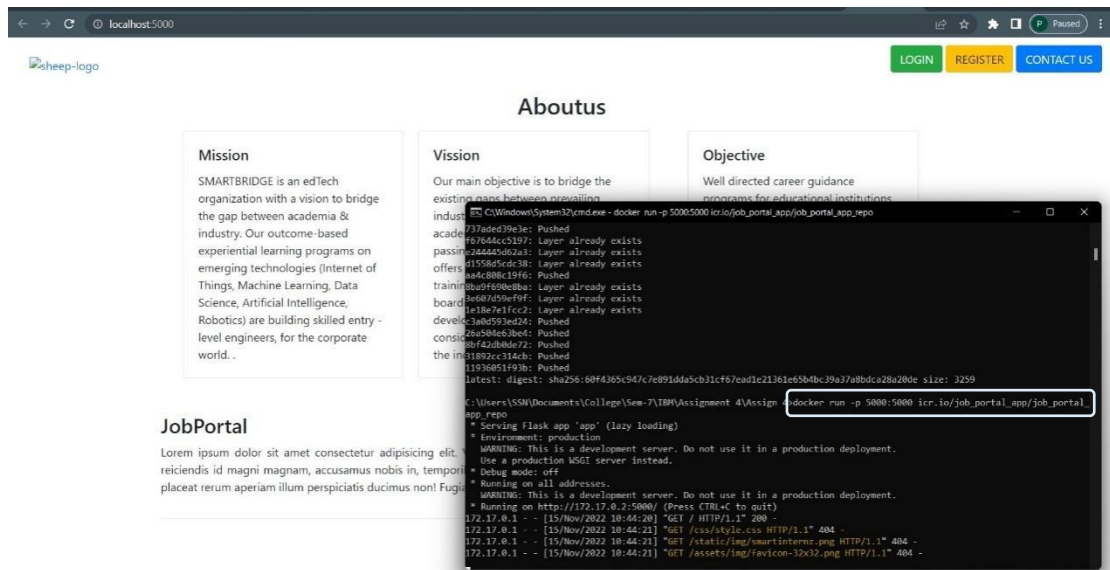 localhost:5000
P Paused
sheep-logo
LOGIN REGISTER CONTACT US
Aboutus
Mission
SMARTBRIDGE is an edTech
organization with a vision to bridge
the gap between academia &
industry. Our outcome-based
experiential learning programs on
emerging technologies (Internet of
Things, Machine Learning, Data
Science, Artificial Intelligence,
Robotics) are building skilled entry -
level engineers, for the corporate
world. .
Vission
Our main objective is to bridge the
existing gaps between prevailing
indust
acade
passin
offers
trainin
board
develo
consid
the in
Objective
Well directed career guidance
programs for educational institutions
JobPortal
Lorem ipsum dolor sit amet consectetur adipisicing elit.
reiciendis id magni magnam, accusamus nobis in, tempori
placeat rerum aperiam illum perspiciatis ducimus non! Fugia
C:\Windows\System32\cmd.exe - docker run -p 5000:5000 icr.io/job_portal_app/job_portal_app_repo
737aded39e3e: Pushed
f67644cc5197: Layer already exists
e244445d62a3: Layer already exists
d1558d5cdc38: Layer already exists
aa4c808c19f6: Pushed
8ba9f690e8ba: Layer already exists
3e607d59ef9f: Layer already exists
1e18e7e1fcc2: Layer already exists
c3a0d593ed24: Pushed
26a504e63be4: Pushed
8bf42db0de72: Pushed
31892cc314cb: Pushed
11936051f93b: Pushed
latest: digest: sha256:60f4365c947c7e891dda5cb31cf67ead1e21361e65b4bc39a37a8bdca28a20de size: 3259
C:\Users\SSN\Documents\College\Sem-7\IBM\Assignment 4\Assign 4>docker run -p 5000:5000 icr.io/job_portal_app/job_portal_
app_repo
* Serving Flask app 'app' (lazy loading)
* Environment: production
WARNING: This is a development server. Do not use it in a production deployment.
Use a production WSGI server instead.
* Debug mode: off
* Running on all addresses.
WARNING: This is a development server. Do not use it in a production deployment.
* Running on http://172.17.0.2:5000/ (Press CTRL+C to quit)
172.17.0.1 - - [15/Nov/2022 10:44:20] "GET / HTTP/1.1" 200 -
172.17.0.1 - - [15/Nov/2022 10:44:21] "GET /css/style.css HTTP/1.1" 404 -
172.17.0.1 - - [15/Nov/2022 10:44:21] "GET /static/img/smartinternz.png HTTP/1.1" 404 -
172.17.0.1 - - [15/Nov/2022 10:44:21] "GET /assets/img/favicon-32x32.png HTTP/1.1" 404 -